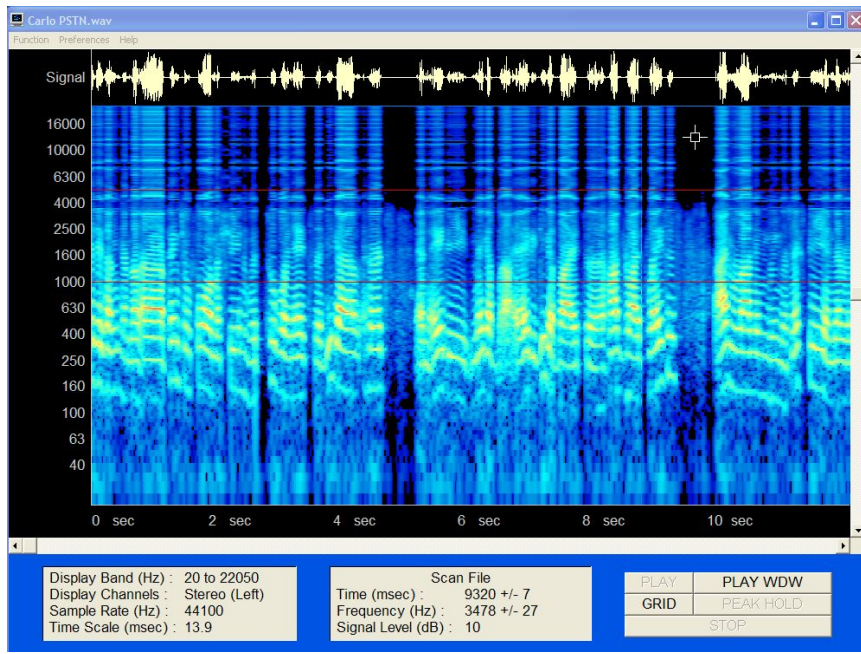 Carlo PSTN.wav
Function Preferences Help
Signal
16000
10000
6300
4000
2500
1600
1000
630
400
250
160
100
63
40
0 sec 2 sec 4 sec 6 sec 8 sec 10 sec
Display Band (Hz) : 20 to 22050
Display Channels : Stereo (Left)
Sample Rate (Hz) : 44100
Time Scale (msec) : 13.9
Scan File
Time (msec) : 9320 +/- 7
Frequency (Hz) : 3478 +/- 27
Signal Level (dB) : 10
PLAY PLAY WDW
GRID PEAK HOLD
STOP